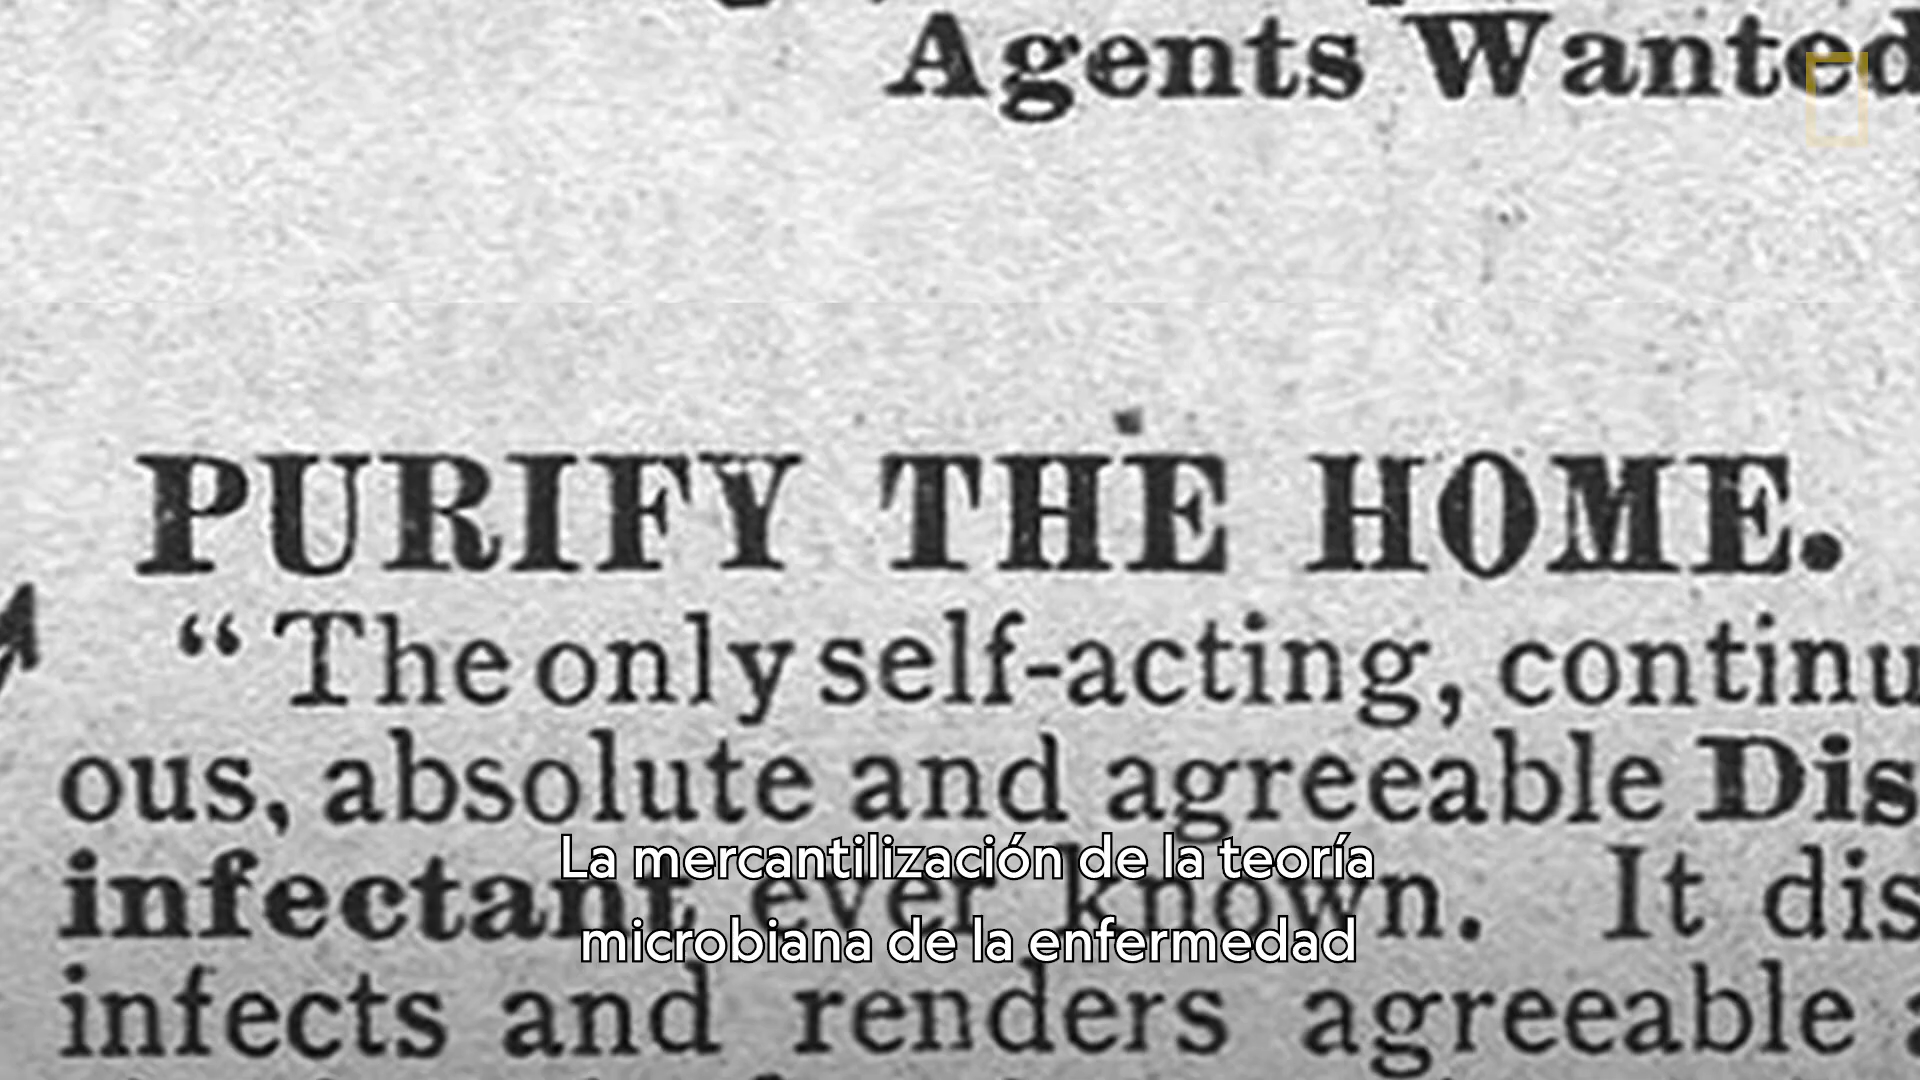 Agents Wanted
PURIFY THE HOME.
“The only self-acting, continu
ous, absolute and agreeable Dis
infectant ever known. It dis
infects and renders agreeable
La mercantilización de la teoría
microbiana de la enfermedad